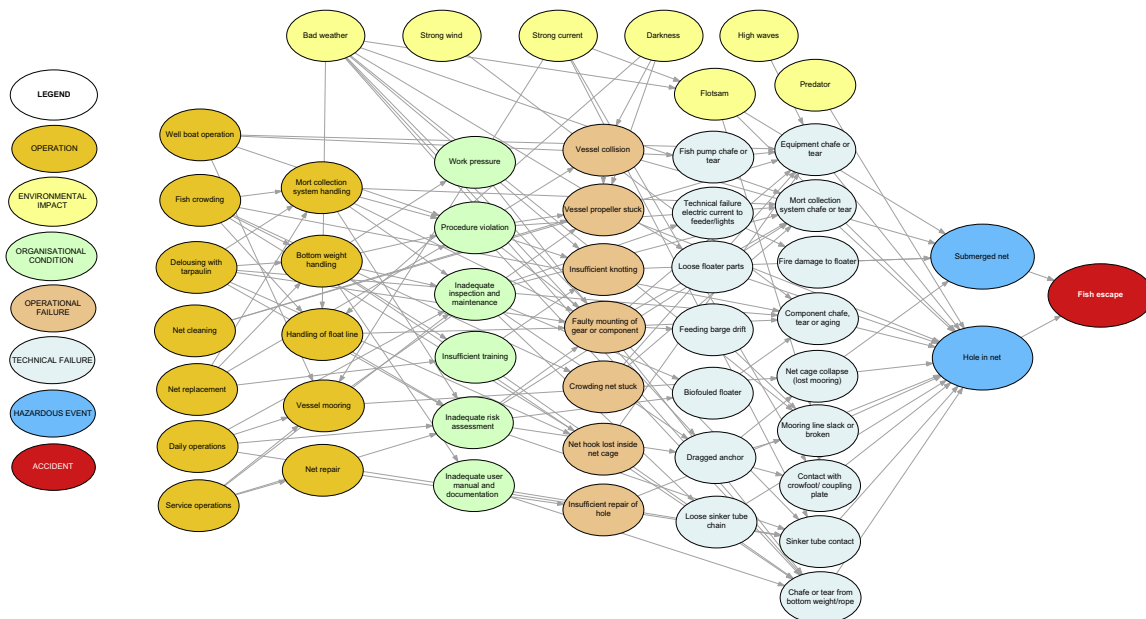 LEGEND
OPERATION
ENVIRONMENTAL
IMPACT
ORGANISATIONAL
CONDITION
OPERATIONAL
FAILURE
TECHNICAL FAILURE
HAZARDOUS EVENT
ACCIDENT
Bad weather
Strong wind
Strong current
Darkness
High waves
Flotsam
Predator
Well boat operation
Fish crowding
Delousing with
tarpaulin
Net cleaning
Net replacement
Daily operations
Service operations
Mort collection
system handling
Bottom weight
handling
Handling of float line
Vessel mooring
Net repair
Work pressure
Procedure violation
Inadequate
inspection and
maintenance
Insufficient training
Inadequate risk
assessment
Inadequate user
manual and
documentation
Vessel collision
Vessel propeller stuck
Insufficient knotting
Faulty mounting of
gear or component
Crowding net stuck
Net hook lost inside
net cage
Insufficient repair of
hole
Fish pump chafe or
tear
Technical failure
electric current to
feeder/lights
Loose floater parts
Feeding barge drift
Biofouled floater
Dragged anchor
Loose sinker tube
chain
Equipment chafe or
tear
Mort collection
system chafe or tear
Fire damage to floater
Component chafe,
tear or aging
Net cage collapse
(lost mooring)
Mooring line slack or
broken
Contact with
crowfoot/ coupling
plate
Sinker tube contact
Chafe or tear from
bottom weight/rope
Submerged net
Hole in net
Fish escape